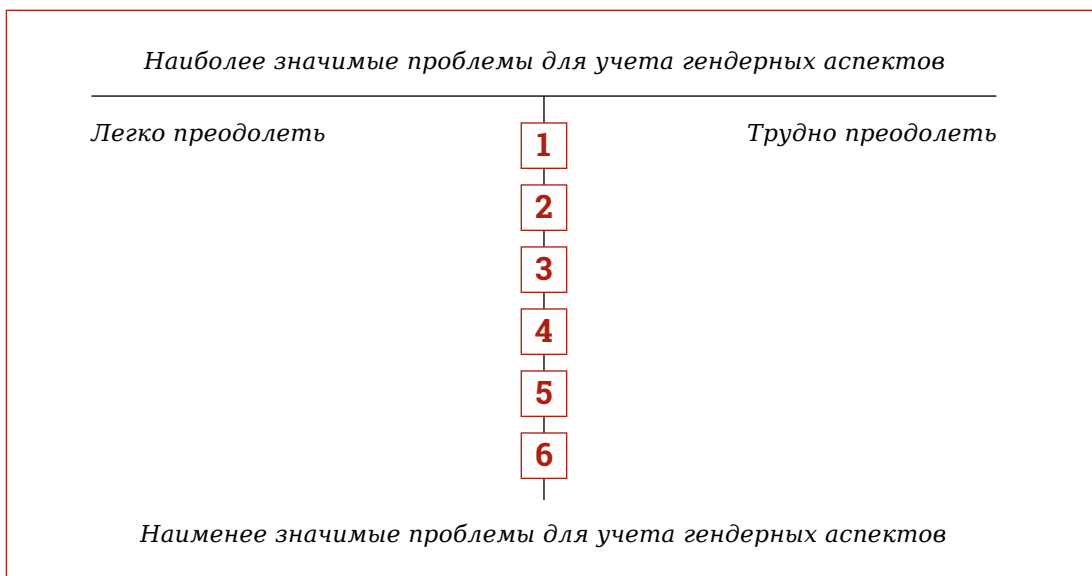 Наиболее значимые проблемы для учета гендерных аспектов
Легко преодолеть
Трудно преодолеть
1
2
3
4
5
6
Наименее значимые проблемы для учета гендерных аспектов